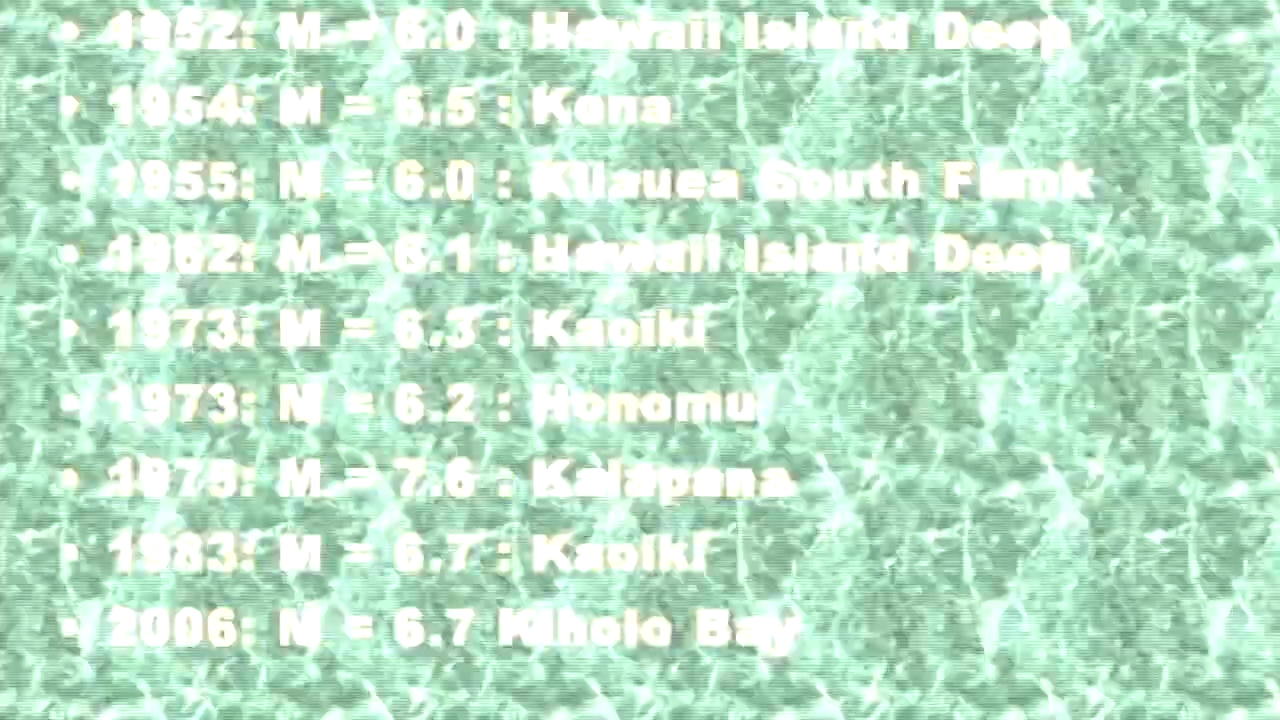 • 1952: M = 6.0 : Hawaii Island Deep
• 1954: M = 6.5 : Kona
• 1955: M = 6.0 : Kilauea South Flank
• 1962: M = 6.1 : Hawaii Island Deep
• 1973: M = 6.3 : Kaoiki
• 1973: M = 6.2 : Honomu
• 1975: M = 7.6 : Kalapana
• 1983: M = 6.7 : Kaoiki
• 2006: M = 6.7 Kiholo Bay